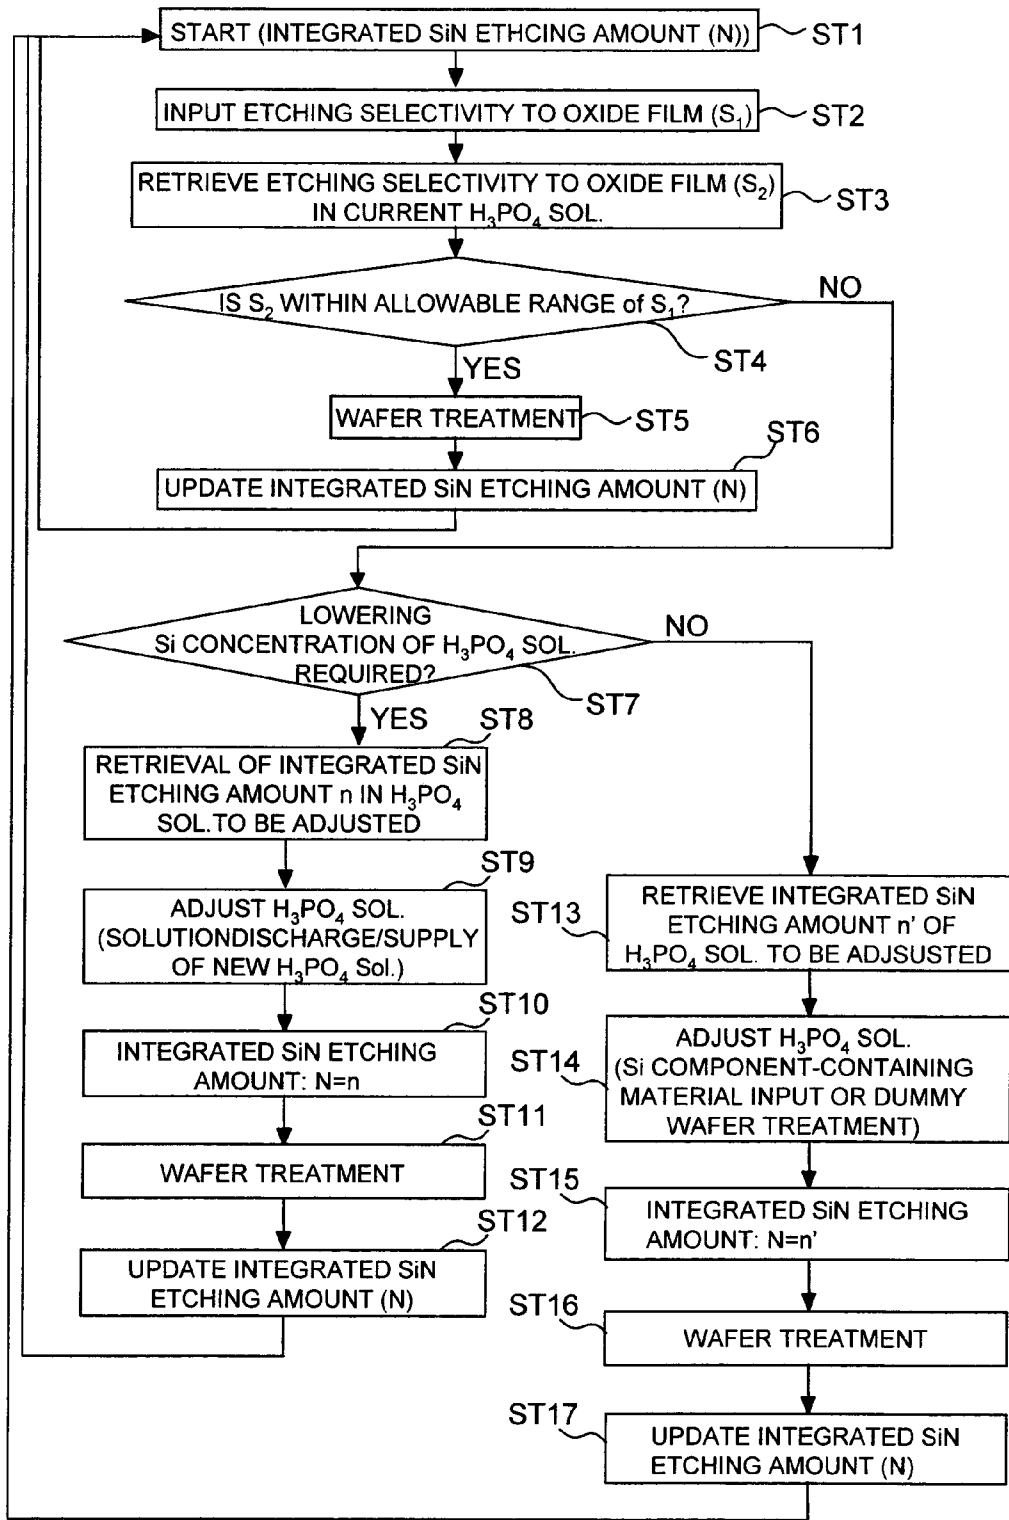 START (INTEGRATED SiN ETHCING AMOUNT (N))
ST1
INPUT ETCHING SELECTIVITY TO OXIDE FILM (S₁)
ST2
RETRIEVE ETCHING SELECTIVITY TO OXIDE FILM (S₂)
IN CURRENT H₃PO₄ SOL.
ST3
IS S₂ WITHIN ALLOWABLE RANGE of S₁?
NO
ST4
YES
WAFER TREATMENT
ST5
ST6
UPDATE INTEGRATED SiN ETCHING AMOUNT (N)
LOWERING
Si CONCENTRATION OF H₃PO₄ SOL.
REQUIRED?
NO
ST7
YES
ST8
RETRIEVAL OF INTEGRATED SiN
ETCHING AMOUNT n IN H₃PO₄
SOL.TO BE ADJUSTED
ST9
ADJUST H₃PO₄ SOL.
(SOLUTIONDISCHARGE/SUPPLY
OF NEW H₃PO₄ Sol.)
ST10
INTEGRATED SiN ETCHING
AMOUNT: N=n
ST11
WAFER TREATMENT
ST12
UPDATE INTEGRATED SiN
ETCHING AMOUNT (N)
ST13
RETRIEVE INTEGRATED SiN
ETCHING AMOUNT n' OF
H₃PO₄ SOL. TO BE ADJSUSTED
ST14
ADJUST H₃PO₄ SOL.
(Si COMPONENT-CONTAINING
MATERIAL INPUT OR DUMMY
WAFER TREATMENT)
ST15
INTEGRATED SiN ETCHING
AMOUNT: N=n'
ST16
WAFER TREATMENT
ST17
UPDATE INTEGRATED SiN
ETCHING AMOUNT (N)